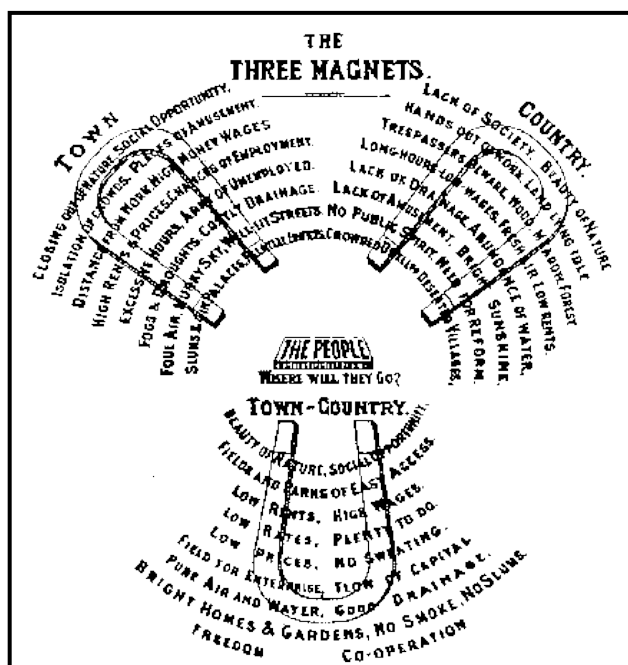 THE
THREE MAGNETS.
TOWN
CLOSING OUT OF NATURE. SOCIAL OPPORTUNITY.
ISOLATION OF CROWDS. PLACES OF AMUSEMENT.
DISTANCE FROM WORK. HIGH MONEY WAGES
HIGH RENTS & PRICES. CHANCES OF EMPLOYMENT.
EXCESSIVE HOURS. ARMY OF UNEMPLOYED.
FOGS & DROUGHTS. COSTLY DRAINAGE.
FOUL AIR. MURKY SKY. WELL LIT STREETS.
SLUMS & GIN PALACES. EDIFICES.
COUNTRY.
LACK OF SOCIETY. BEAUTY OF NATURE
HANDS OUT OF WORK. LAND LYING IDLE
TRESPASSERS BEWARE. WOOD, MEADOW, FOREST
LONG HOURS. LOW WAGES. FRESH AIR. LOW RENTS.
LACK OF DRAINAGE. ABUNDANCE OF WATER,
LACK OF AMUSEMENT. BRIGHT SUNSHINE.
NO PUBLIC SPIRIT. NEED FOR REFORM.
CROWDED DWELLINGS. DESERTED VILLAGES,
THE PEOPLE
WHERE WILL THEY GO?
TOWN-COUNTRY.
BEAUTY OF NATURE, SOCIAL OPPORTUNITY.
FIELDS AND PARKS OF EASY ACCESS.
LOW RENTS, HIGH WAGES.
LOW RATES, PLENTY TO DO.
LOW PRICES, NO SWEATING.
FIELD FOR ENTERPRISE, FLOW OF CAPITAL
PURE AIR AND WATER, GOOD DRAINAGE.
BRIGHT HOMES & GARDENS, NO SMOKE, NO SLUMS.
FREEDOM CO-OPERATION